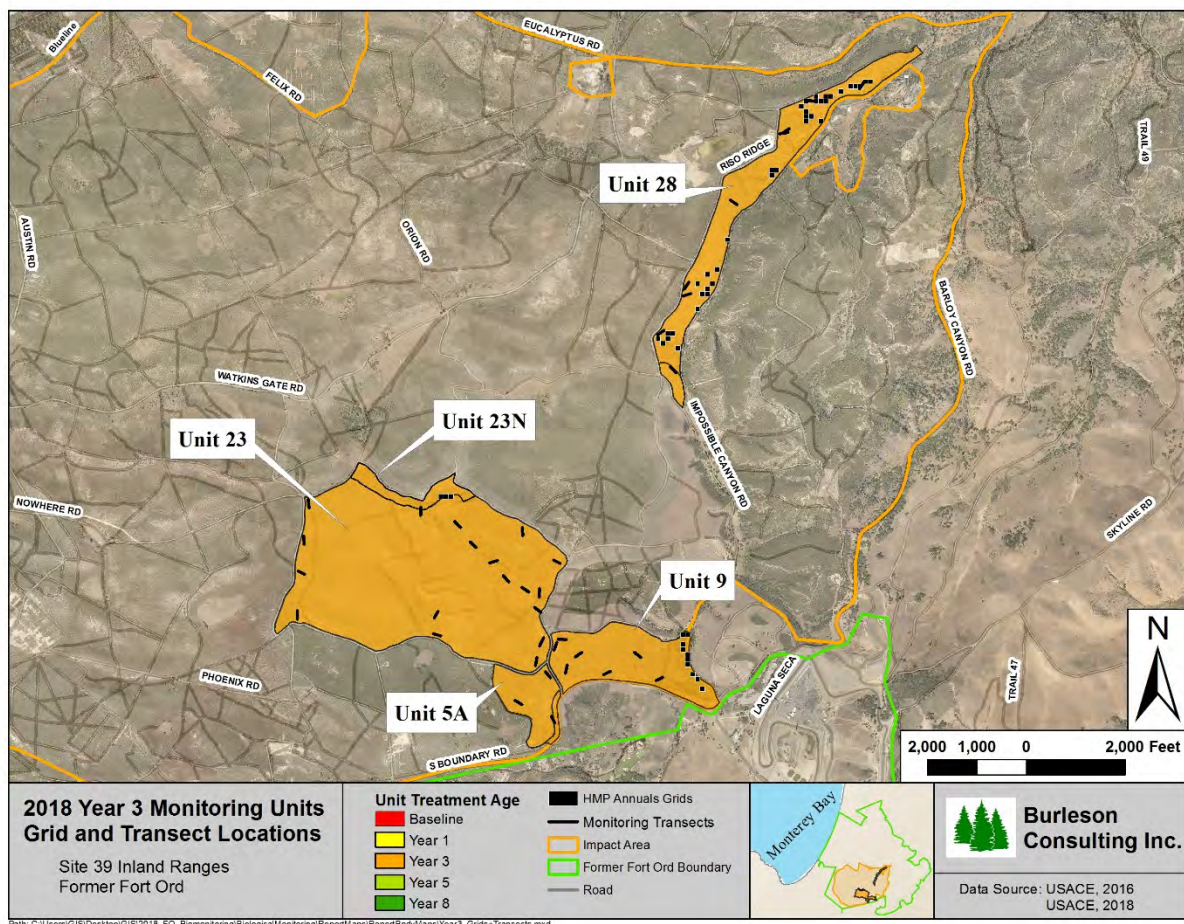 Blueline
EUCALYPTUS RD
FELIX RD
RISO RIDGE
Unit 28
TRAIL 49
AUSTIN RD
ORION RD
BARLOY CANYON RD
WATKINS GATE RD
IMPOSSIBLE CANYON RD
Unit 23N
Unit 23
NOWHERE RD
SKYLINE RD
Unit 9
PHOENIX RD
Unit 5A
LAGUNA SECA
TRAIL 47
S BOUNDARY RD
N
2,000 1,000 0 2,000 Feet
2018 Year 3 Monitoring Units
Grid and Transect Locations
Site 39 Inland Ranges
Former Fort Ord
Unit Treatment Age
Baseline
Year 1
Year 3
Year 5
Year 8
HMP Annuals Grids
Monitoring Transects
Impact Area
Former Fort Ord Boundary
Road
Monterey Bay
Burleson
Consulting Inc.
Data Source: USACE, 2016
USACE, 2018